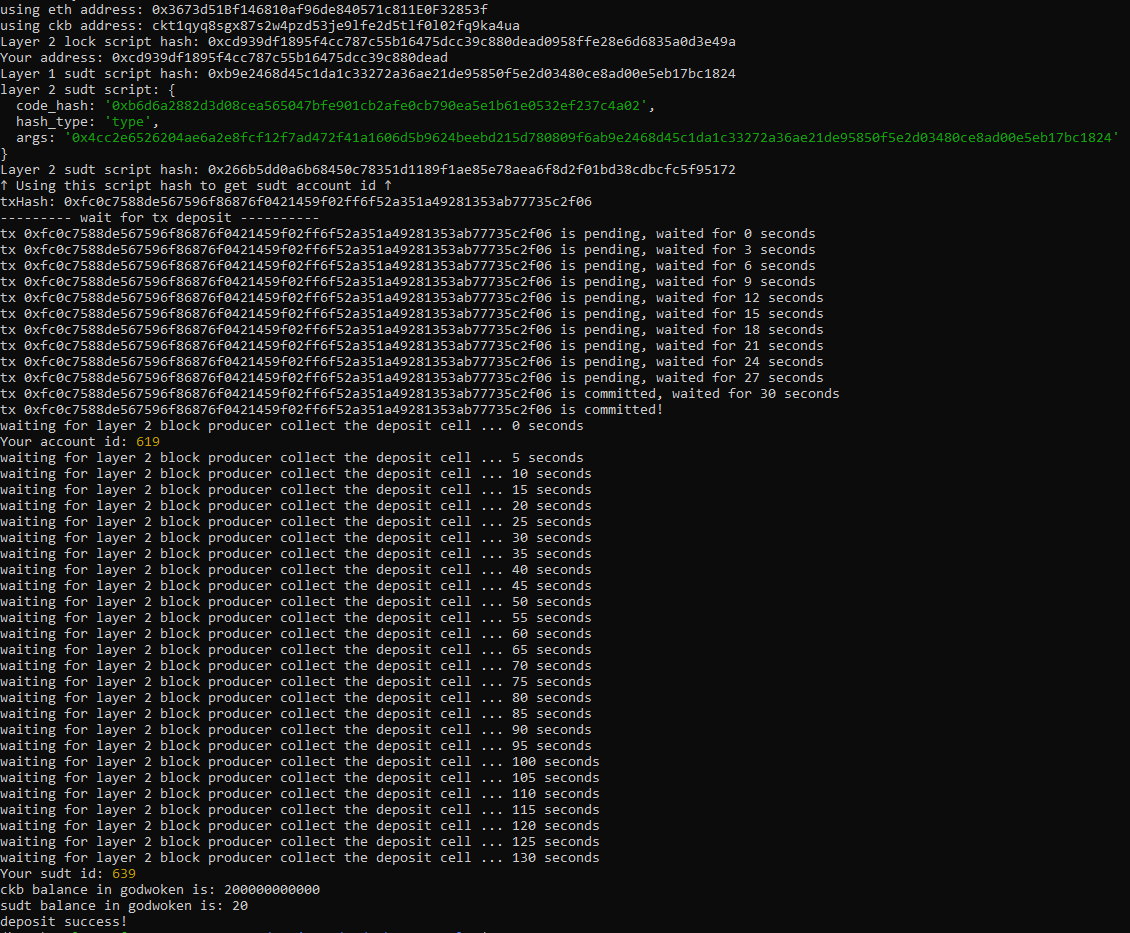 using eth address: 0x3673d51Bf146810af96de840571c811E0F32853f
using ckb address: ckt1qyq8sgx87s2w4pzd53je9lfe2d5tlf0l02fq9ka4ua
Layer 2 lock script hash: 0xcd939df1895f4cc787c55b16475dcc39c880dead0958ffe28e6d6835a0d3e49a
Your address: 0xcd939df1895f4cc787c55b16475dcc39c880dead
Layer 1 sudt script hash: 0xb9e2468d45c1da1c33272a36ae21de95850f5e2d03480ce8ad00e5eb17bc1824
layer 2 sudt script: {
  code_hash: '0xb6d6a2882d3d08cea565047bfe901cb2afe0cb790ea5e1b61e0532ef237c4a02',
  hash_type: 'type',
  args: '0x4cc2e6526204ae6a2e8fcf12f7ad472f41a1606d5b9624beebd215d780809f6ab9e2468d45c1da1c33272a36ae21de95850f5e2d03480ce8ad00e5eb17bc1824'
}
Layer 2 sudt script hash: 0x266b5dd0a6b68450c78351d1189f1ae85e78aea6f8d2f01bd38cdbcfc5f95172
↑ Using this script hash to get sudt account id ↑
txHash: 0xfc0c7588de567596f86876f0421459f02ff6f52a351a49281353ab77735c2f06
--------- wait for tx deposit ----------
tx 0xfc0c7588de567596f86876f0421459f02ff6f52a351a49281353ab77735c2f06 is pending, waited for 0 seconds
tx 0xfc0c7588de567596f86876f0421459f02ff6f52a351a49281353ab77735c2f06 is pending, waited for 3 seconds
tx 0xfc0c7588de567596f86876f0421459f02ff6f52a351a49281353ab77735c2f06 is pending, waited for 6 seconds
tx 0xfc0c7588de567596f86876f0421459f02ff6f52a351a49281353ab77735c2f06 is pending, waited for 9 seconds
tx 0xfc0c7588de567596f86876f0421459f02ff6f52a351a49281353ab77735c2f06 is pending, waited for 12 seconds
tx 0xfc0c7588de567596f86876f0421459f02ff6f52a351a49281353ab77735c2f06 is pending, waited for 15 seconds
tx 0xfc0c7588de567596f86876f0421459f02ff6f52a351a49281353ab77735c2f06 is pending, waited for 18 seconds
tx 0xfc0c7588de567596f86876f0421459f02ff6f52a351a49281353ab77735c2f06 is pending, waited for 21 seconds
tx 0xfc0c7588de567596f86876f0421459f02ff6f52a351a49281353ab77735c2f06 is pending, waited for 24 seconds
tx 0xfc0c7588de567596f86876f0421459f02ff6f52a351a49281353ab77735c2f06 is pending, waited for 27 seconds
tx 0xfc0c7588de567596f86876f0421459f02ff6f52a351a49281353ab77735c2f06 is committed, waited for 30 seconds
tx 0xfc0c7588de567596f86876f0421459f02ff6f52a351a49281353ab77735c2f06 is committed!
waiting for layer 2 block producer collect the deposit cell ... 0 seconds
Your account id: 619
waiting for layer 2 block producer collect the deposit cell ... 5 seconds
waiting for layer 2 block producer collect the deposit cell ... 10 seconds
waiting for layer 2 block producer collect the deposit cell ... 15 seconds
waiting for layer 2 block producer collect the deposit cell ... 20 seconds
waiting for layer 2 block producer collect the deposit cell ... 25 seconds
waiting for layer 2 block producer collect the deposit cell ... 30 seconds
waiting for layer 2 block producer collect the deposit cell ... 35 seconds
waiting for layer 2 block producer collect the deposit cell ... 40 seconds
waiting for layer 2 block producer collect the deposit cell ... 45 seconds
waiting for layer 2 block producer collect the deposit cell ... 50 seconds
waiting for layer 2 block producer collect the deposit cell ... 55 seconds
waiting for layer 2 block producer collect the deposit cell ... 60 seconds
waiting for layer 2 block producer collect the deposit cell ... 65 seconds
waiting for layer 2 block producer collect the deposit cell ... 70 seconds
waiting for layer 2 block producer collect the deposit cell ... 75 seconds
waiting for layer 2 block producer collect the deposit cell ... 80 seconds
waiting for layer 2 block producer collect the deposit cell ... 85 seconds
waiting for layer 2 block producer collect the deposit cell ... 90 seconds
waiting for layer 2 block producer collect the deposit cell ... 95 seconds
waiting for layer 2 block producer collect the deposit cell ... 100 seconds
waiting for layer 2 block producer collect the deposit cell ... 105 seconds
waiting for layer 2 block producer collect the deposit cell ... 110 seconds
waiting for layer 2 block producer collect the deposit cell ... 115 seconds
waiting for layer 2 block producer collect the deposit cell ... 120 seconds
waiting for layer 2 block producer collect the deposit cell ... 125 seconds
waiting for layer 2 block producer collect the deposit cell ... 130 seconds
Your sudt id: 639
ckb balance in godwoken is: 200000000000
sudt balance in godwoken is: 20
deposit success!